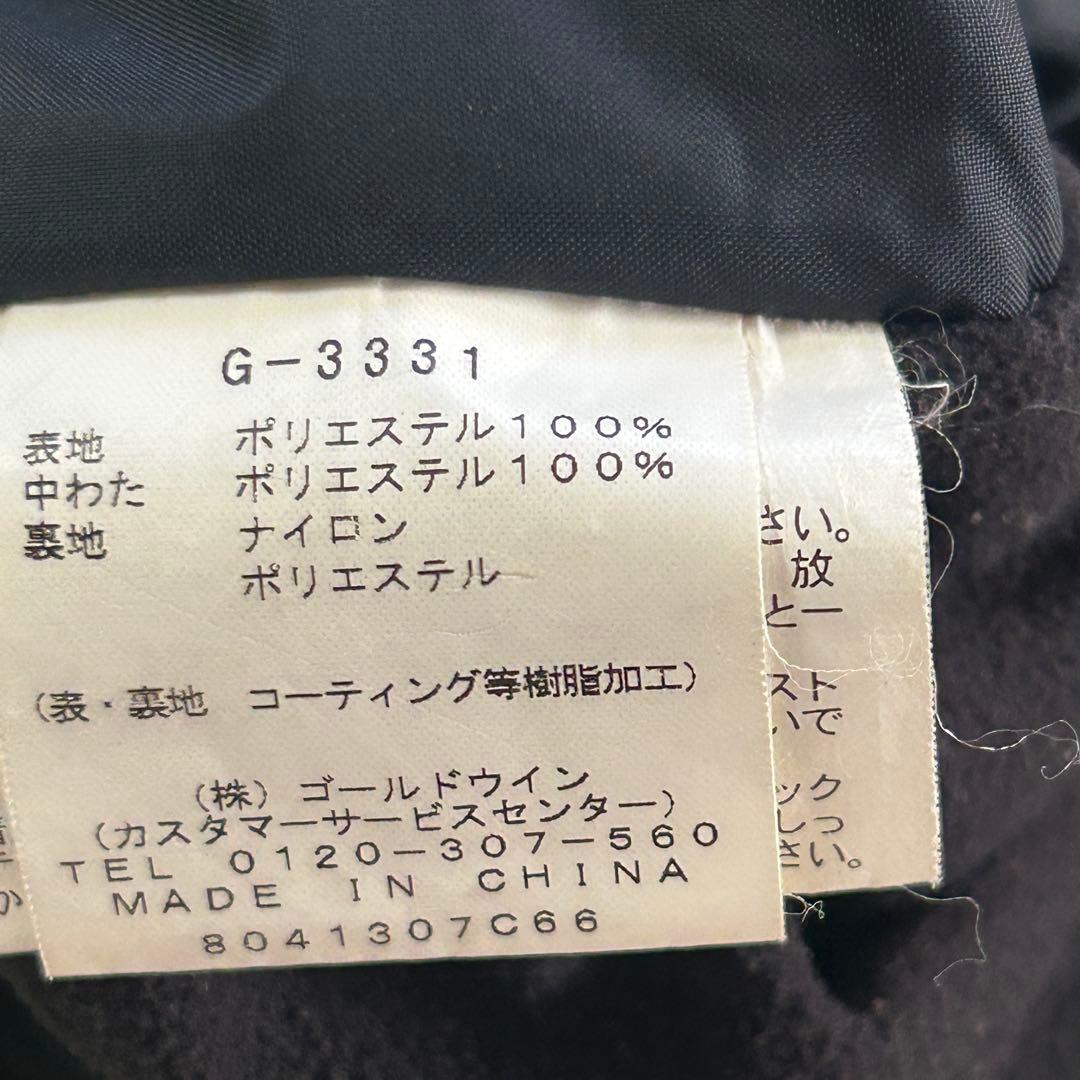 G-3331
表地 ポリエステル100%
中わた ポリエステル100%
裏地 ナイロン
ポリエステル
(表・裏地 コーティング等樹脂加工)
(株)ゴールドウイン
(カスタマーサービスセンター)
TEL 0120-307-560
MADE IN CHINA
8041307C66
さい。
放
と一
スト
いで
ック
しつ
さい。